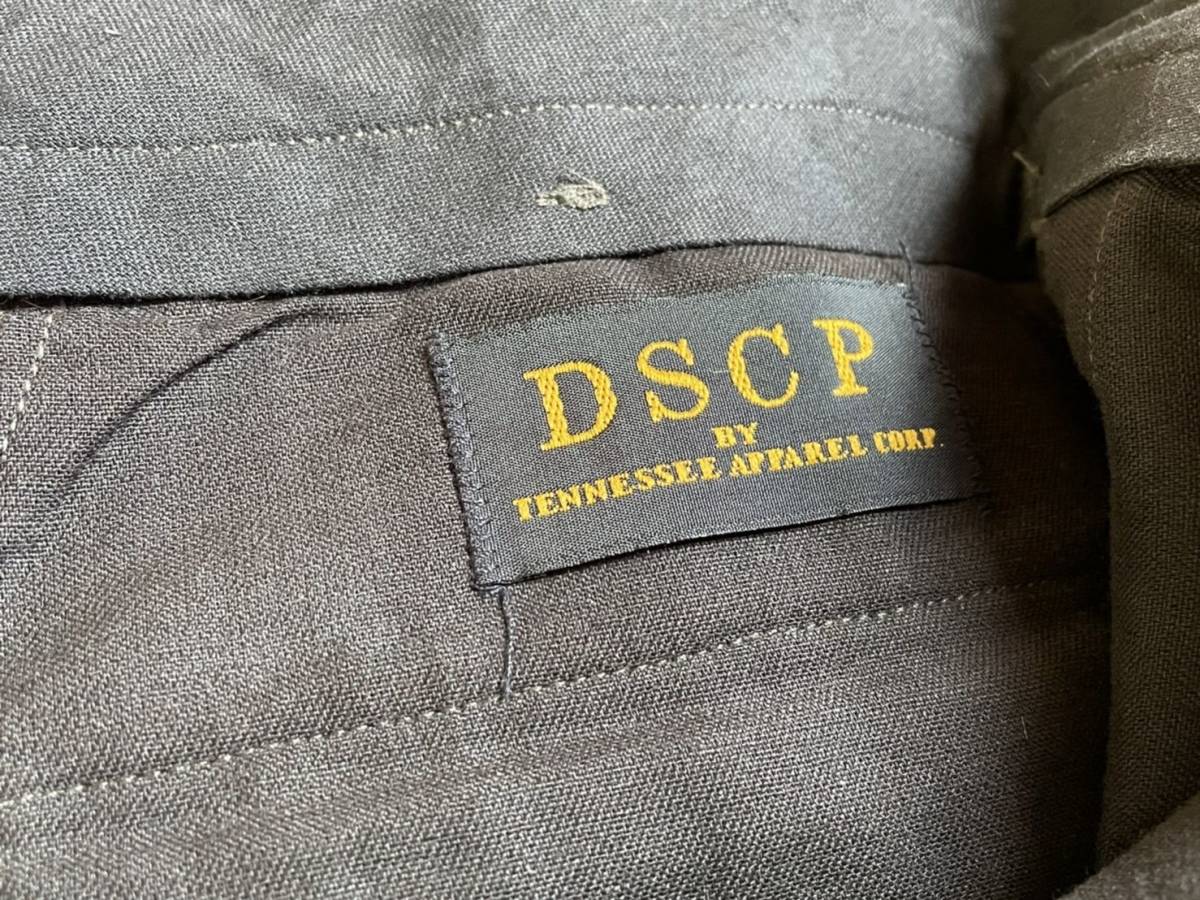 DSCP
BY
TENNESSEE APPAREL CORP.